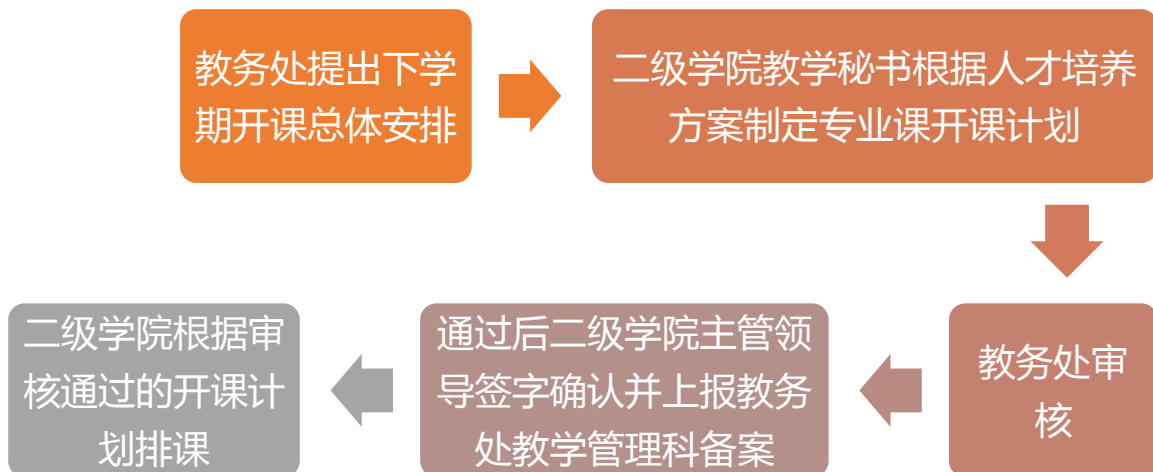 教务处提出下学
期开课总体安排
二级学院教学秘书根据人才培养
方案制定专业课开课计划
教务处审
核
通过后二级学院主管领
导签字确认并上报教务
处教学管理科备案
二级学院根据审
核通过的开课计
划排课